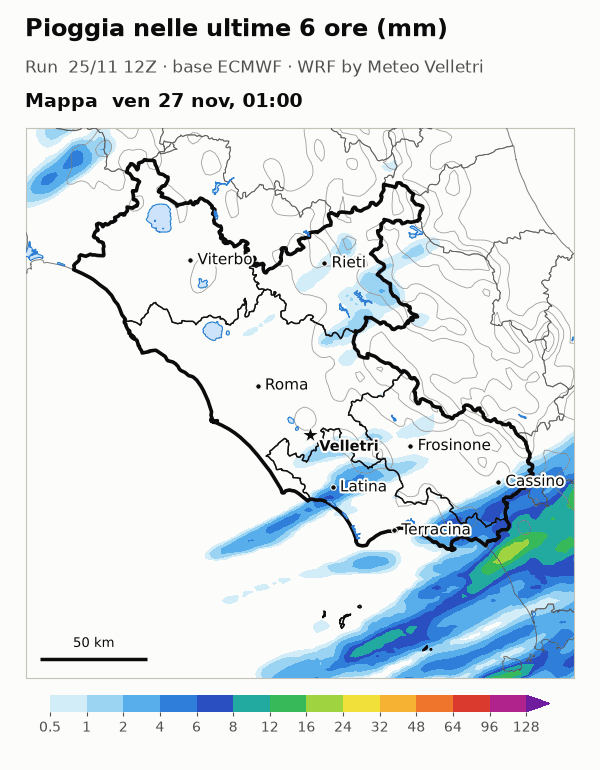 Pioggia nelle ultime 6 ore (mm)
Run  25/11 12Z · base ECMWF · WRF by Meteo Velletri
Mappa  ven 27 nov, 01:00
Viterbo
Rieti
Roma
Velletri
Frosinone
Latina
Cassino
Terracina
50 km
0.5 1 2 4 6 8 12 16 24 32 48 64 96 128